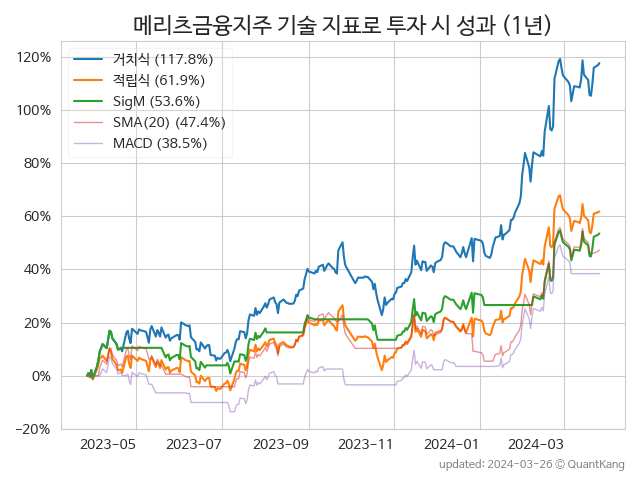 메리츠금융지주 기술 지표로 투자 시 성과 (1년)
거치식 (117.8%)
적립식 (61.9%)
SigM (53.6%)
SMA(20) (47.4%)
MACD (38.5%)
120%
100%
80%
60%
40%
20%
0%
−20%
2023−05 2023−07 2023−09 2023−11 2024−01 2024−03
updated: 2024−03−26 ⓒ QuantKang